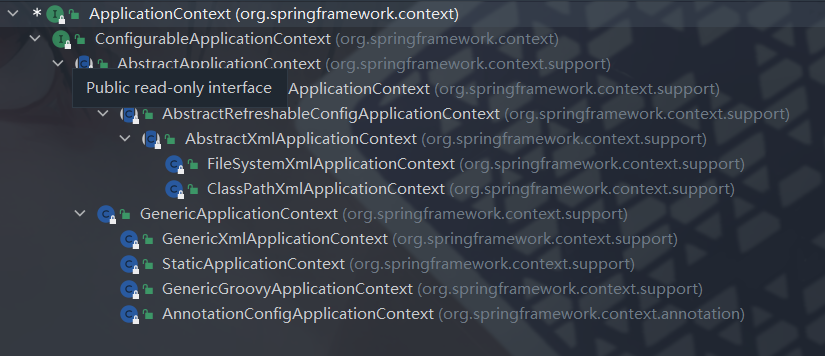 * ApplicationContext (org.springframework.context)
ConfigurableApplicationContext (org.springframework.context)
AbstractApplicationContext (org.springframework.context.support)
Public read-only interface
ApplicationContext (org.springframework.context.support)
AbstractRefreshableConfigApplicationContext (org.springframework.context.support)
AbstractXmlApplicationContext (org.springframework.context.support)
FileSystemXmlApplicationContext (org.springframework.context.support)
ClassPathXmlApplicationContext (org.springframework.context.support)
GenericApplicationContext (org.springframework.context.support)
GenericXmlApplicationContext (org.springframework.context.support)
StaticApplicationContext (org.springframework.context.support)
GenericGroovyApplicationContext (org.springframework.context.support)
AnnotationConfigApplicationContext (org.springframework.context.annotation)